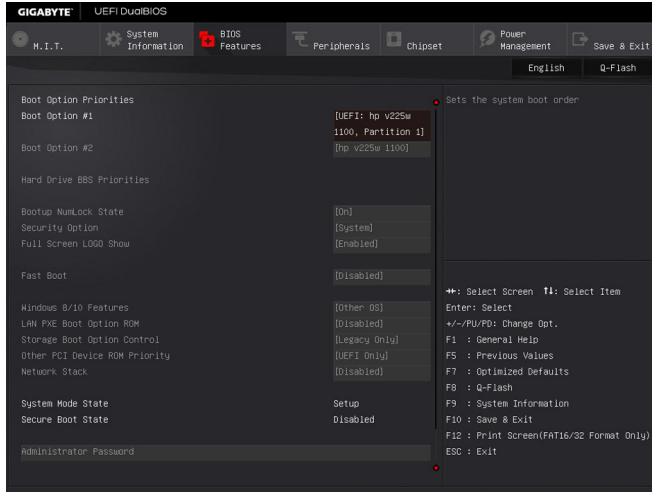 GIGABYTE™ UEFI DualBIOS
M.I.T.
System Information
BIOS Features
Peripherals
Chipset
Power Management
Save & Exit
English Q-Flash
Boot Option Priorities
Boot Option #1 [UEFI: hp v225w 1100, Partition 1]
Boot Option #2 [hp v225w 1100]
Hard Drive BBS Priorities
Bootup NumLock State [On]
Security Option [System]
Full Screen LOGO Show [Enabled]
Fast Boot [Disabled]
Windows 8/10 Features [Other OS]
LAN PXE Boot Option ROM [Disabled]
Storage Boot Option Control [Legacy Only]
Other PCI Device ROM Priority [UEFI Only]
Network Stack [Disabled]
System Mode State Setup
Secure Boot State Disabled
Administrator Password
Sets the system boot order
→←: Select Screen ↑↓: Select Item
Enter: Select
+/-/PU/PD: Change Opt.
F1 : General Help
F5 : Previous Values
F7 : Optimized Defaults
F8 : Q-Flash
F9 : System Information
F10 : Save & Exit
F12 : Print Screen(FAT16/32 Format Only)
ESC : Exit